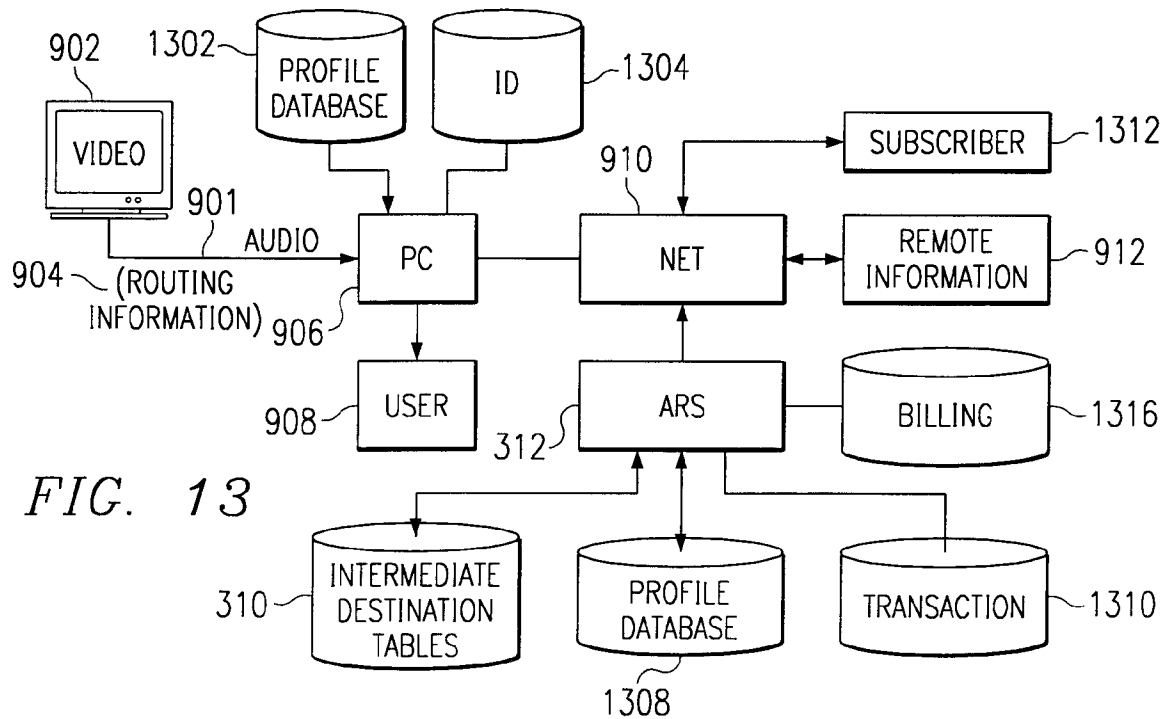 902
1302
PROFILE
DATABASE
ID
1304
VIDEO
901
AUDIO
904
(ROUTING
INFORMATION)
PC
906
910
NET
SUBSCRIBER
1312
REMOTE
INFORMATION
912
USER
908
ARS
312
BILLING
1316
FIG. 13
310
INTERMEDIATE
DESTINATION
TABLES
PROFILE
DATABASE
1308
TRANSACTION
1310